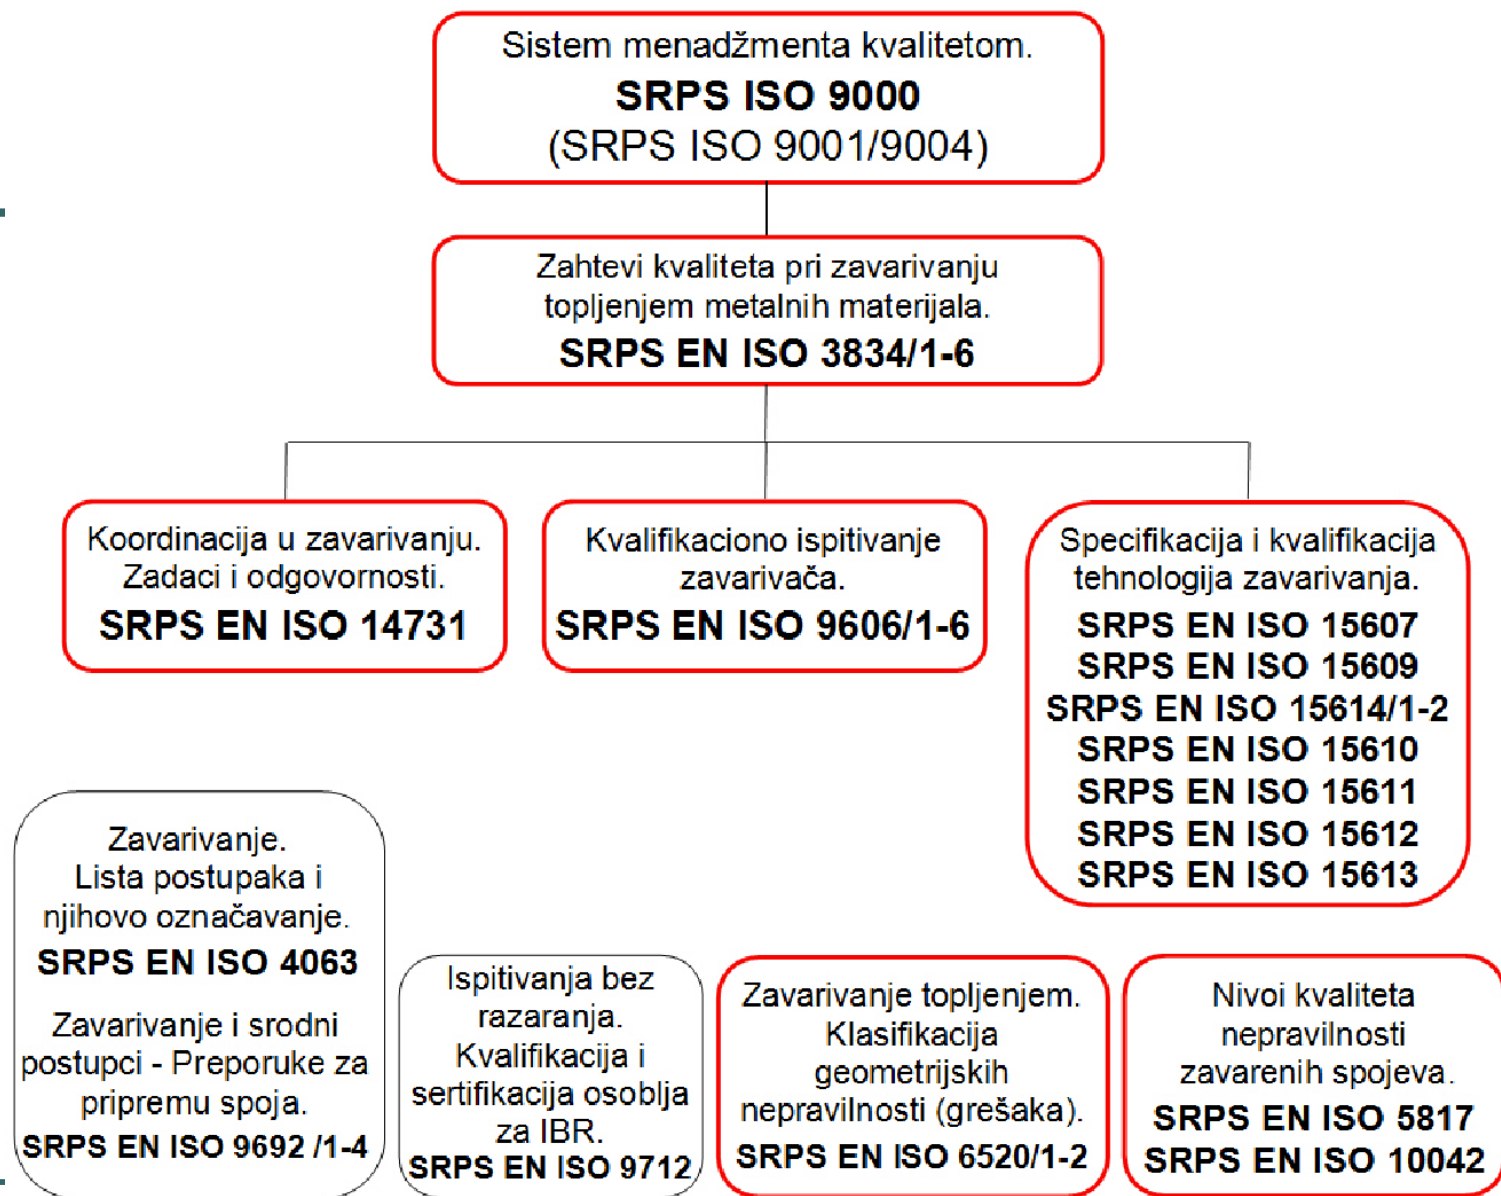 Sistem menadžmenta kvalitetom.
SRPS ISO 9000
(SRPS ISO 9001/9004)
Zahtevi kvaliteta pri zavarivanju
topljenjem metalnih materijala.
SRPS EN ISO 3834/1-6
Koordinacija u zavarivanju.
Zadaci i odgovornosti.
SRPS EN ISO 14731
Kvalifikaciono ispitivanje
zavarivača.
SRPS EN ISO 9606/1-6
Specifikacija i kvalifikacija
tehnologija zavarivanja.
SRPS EN ISO 15607
SRPS EN ISO 15609
SRPS EN ISO 15614/1-2
SRPS EN ISO 15610
SRPS EN ISO 15611
SRPS EN ISO 15612
SRPS EN ISO 15613
Zavarivanje.
Lista postupaka i
njihovo označavanje.
SRPS EN ISO 4063
Zavarivanje i srodni
postupci - Preporuke za
pripremu spoja.
SRPS EN ISO 9692 /1-4
Ispitivanja bez
razaranja.
Kvalifikacija i
sertifikacija osoblja
za IBR.
SRPS EN ISO 9712
Zavarivanje topljenjem.
Klasifikacija
geometrijskih
nepravilnosti (grešaka).
SRPS EN ISO 6520/1-2
Nivoi kvaliteta
nepravilnosti
zavarenih spojeva.
SRPS EN ISO 5817
SRPS EN ISO 10042